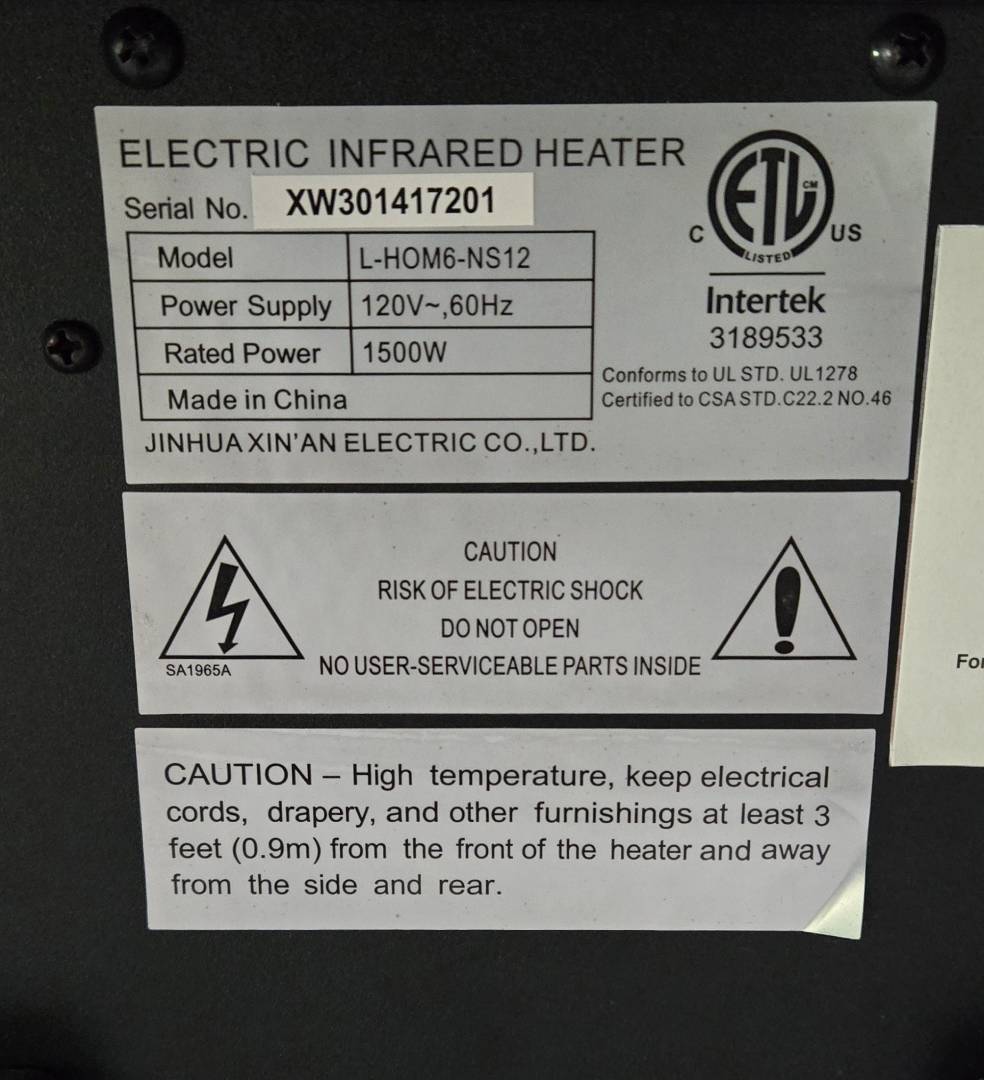 ELECTRIC INFRARED HEATER
Serial No. XW301417201
Model L-HOM6-NS12
Power Supply 120V~,60Hz
Rated Power 1500W
Made in China
JINHUA XIN'AN ELECTRIC CO.,LTD.
ETL CM
C US
LISTED
Intertek
3189533
Conforms to UL STD. UL1278
Certified to CSA STD.C22.2 NO.46
CAUTION
RISK OF ELECTRIC SHOCK
DO NOT OPEN
NO USER-SERVICEABLE PARTS INSIDE
SA1965A
CAUTION – High temperature, keep electrical
cords, drapery, and other furnishings at least 3
feet (0.9m) from the front of the heater and away
from the side and rear.